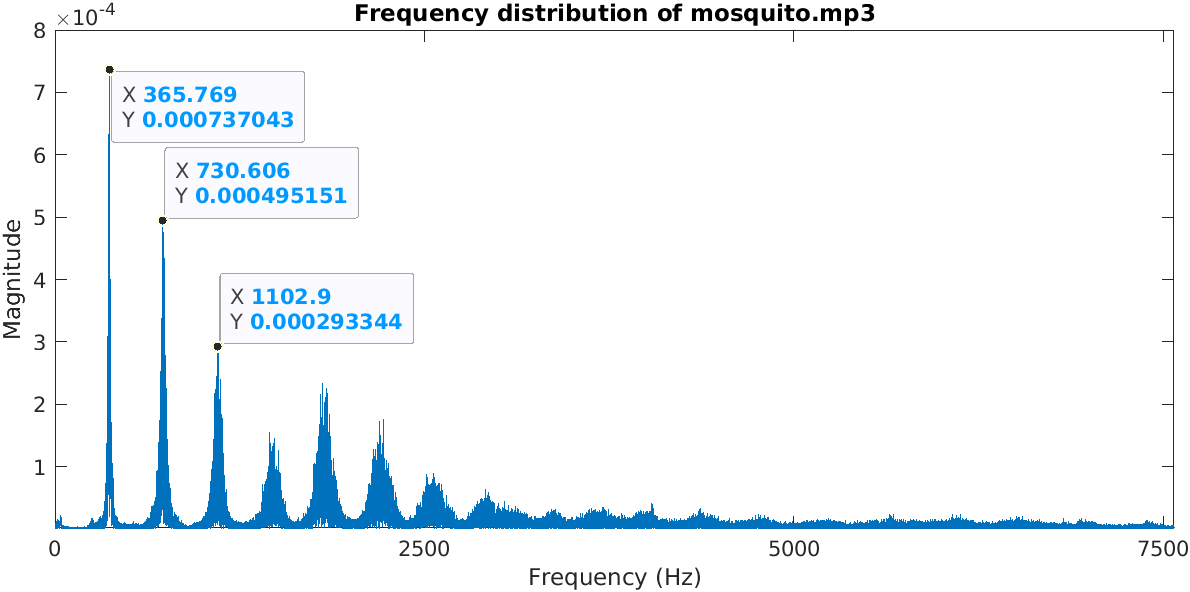 Frequency distribution of mosquito.mp3
×10-4
8
7
6
5
4
3
2
1
Magnitude
X 365.769
Y 0.000737043
X 730.606
Y 0.000495151
X 1102.9
Y 0.000293344
0 2500 5000 7500
Frequency (Hz)